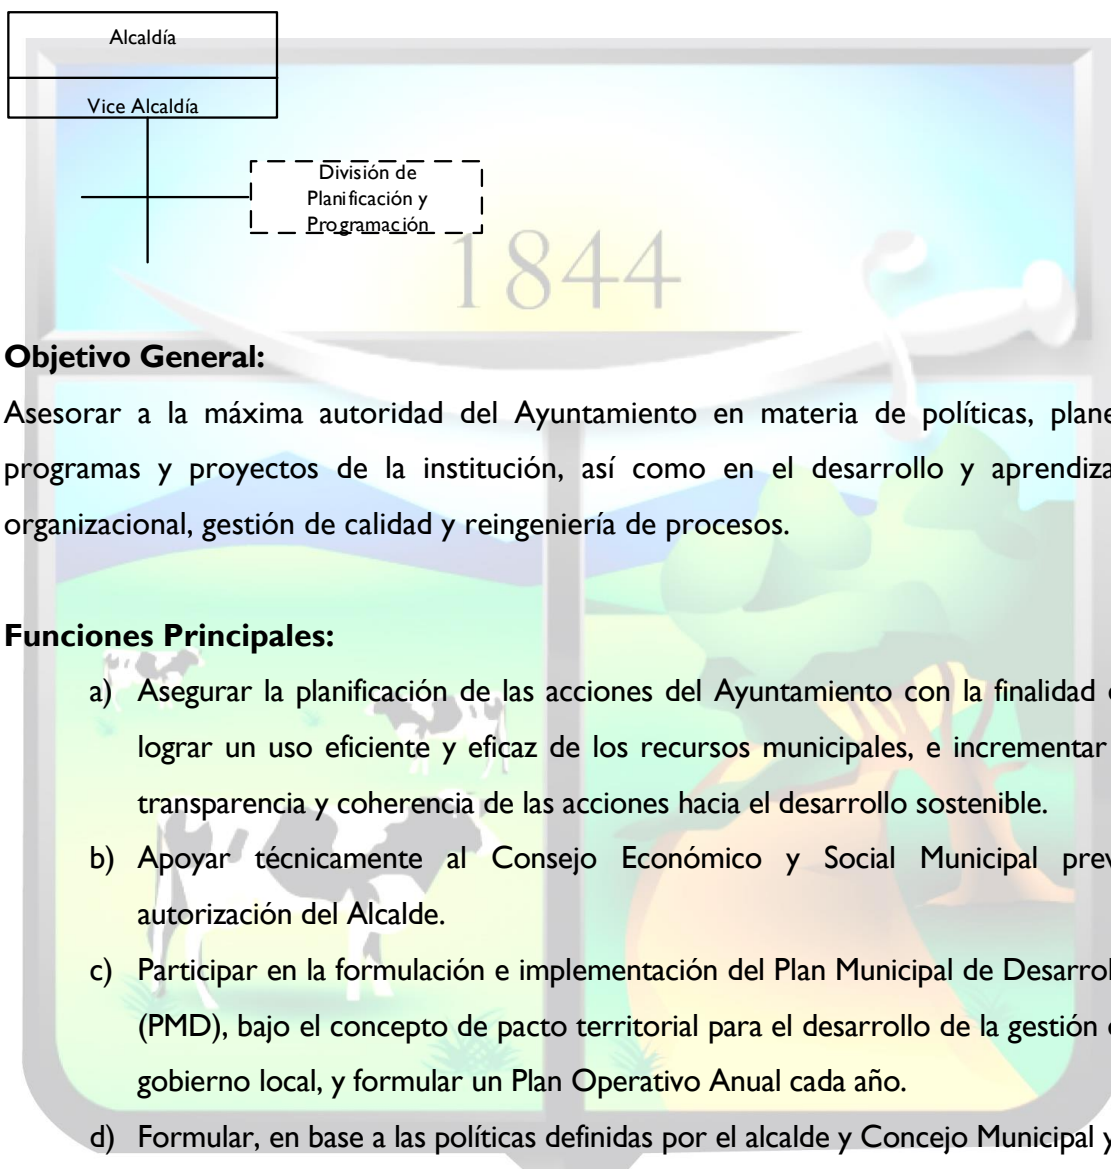 Alcaldía
Vice Alcaldía
División de
Planificación y
Programación
1844
Objetivo General:
Asesorar a la máxima autoridad del Ayuntamiento en materia de políticas,
programas y proyectos de la institución, así como en el desarrollo y
organizacional, gestión de calidad y reingeniería de procesos.
Funciones Principales:
a) Asegurar la planificación de las acciones del Ayuntamiento con la finalidad
lograr un uso eficiente y eficaz de los recursos municipales, e incrementar
transparencia y coherencia de las acciones hacia el desarrollo sostenible.
b) Apoyar técnicamente al Consejo Económico y Social Municipal
autorización del Alcalde.
c) Participar en la formulación e implementación del Plan Municipal de
(PMD), bajo el concepto de pacto territorial para el desarrollo de la gestión
gobierno local, y formular un Plan Operativo Anual cada año.
d) Formular, en base a las políticas definidas por el alcalde y Concejo Municipal y